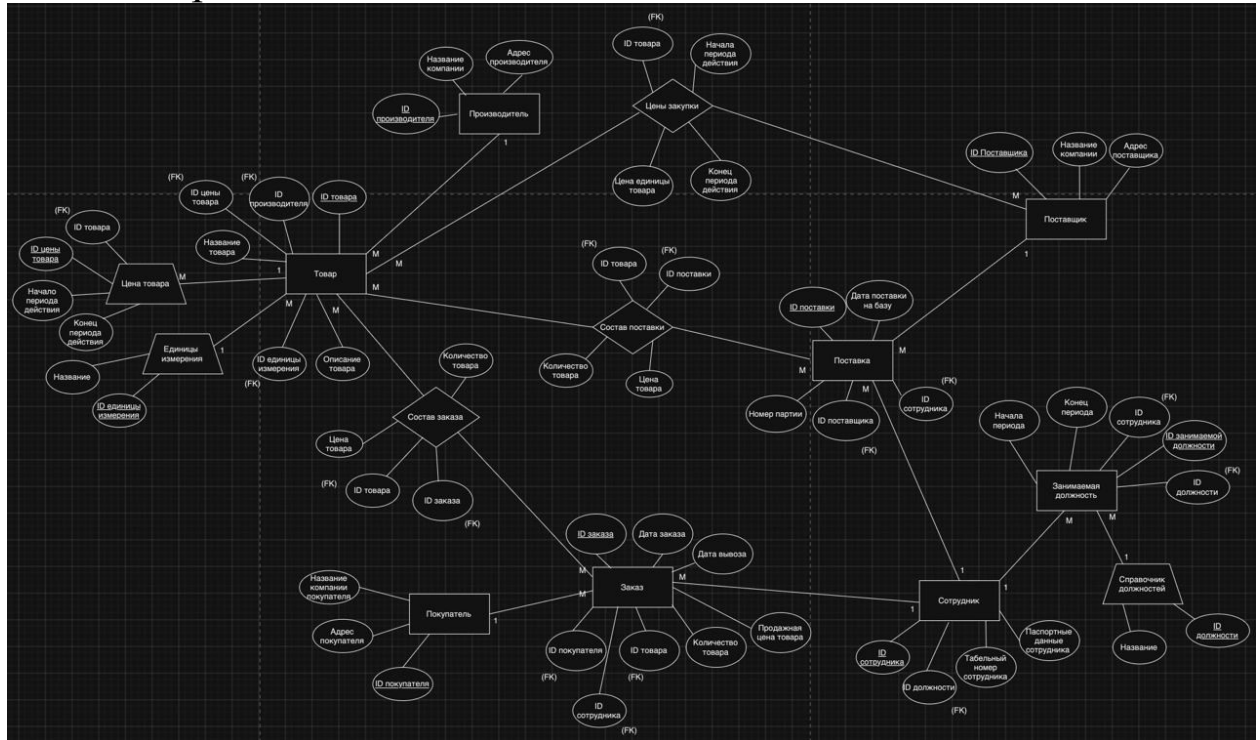 (FK)
ID товара
Начала
периода
действия
Цены закупки
Цена единицы
товара
Конец
периода
действия
Название
компании
Адрес
производителя
ID
производителя
Производитель
1
ID Поставщика
Название
компании
Адрес
поставщика
М
Поставщик
1
(FK)
ID цены
товара
(FK)
ID
производителя
ID товара
(FK)
ID товара
ID цены
товара
Название
товара
Начало
периода
действия
Цена товара
М
1
Товар
М
М
М
М
М
Конец
периода
действия
Единицы
измерения
1
Название
ID единицы
измерения
ID единицы
измерения
(FK)
Описание
товара
(FK)
ID товара
(FK)
ID поставки
Состав поставки
Количество
товара
Цена
товара
ID поставки
Дата поставки
на базу
Поставка
М
М
М
Номер партии
ID поставщика
(FK)
(FK)
ID
сотрудника
Количество
товара
Состав заказа
Цена
товара
(FK)
ID товара
ID заказа
(FK)
Начала
периода
Конец
периода
(FK)
ID
сотрудника
ID занимаемой
должности
(FK)
ID
должности
Занимаемая
должность
М
М
1
Справочник
должностей
Название
ID
должности
ID заказа
Дата заказа
Дата вывоза
М
М
М
Заказ
Продажная
цена товара
Количество
товара
ID товара
(FK)
ID покупателя
(FK)
ID
сотрудника
(FK)
Название
компании
покупателя
Адрес
покупателя
Покупатель
1
ID покупателя
1
1
1
Сотрудник
ID
сотрудника
ID должности
(FK)
Табельный
номер
сотрудника
Паспортные
данные
сотрудника